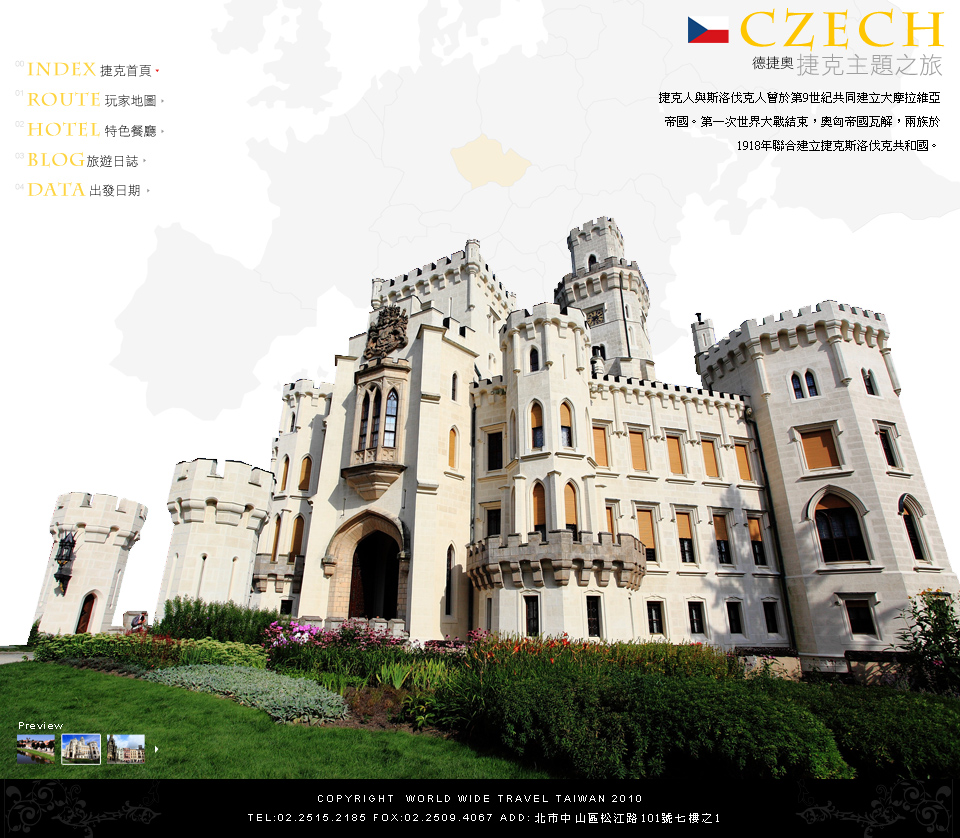 CZECH
德捷奧 捷克主題之旅
捷克人與斯洛伐克人曾於第9世紀共同建立大摩拉維亞
帝國。第一次世界大戰結束，奧匈帝國瓦解，兩族於
1918年聯合建立捷克斯洛伐克共和國。
00 INDEX 捷克首頁
01 ROUTE 玩家地圖
02 HOTEL 特色餐廳
03 BLOG 旅遊日誌
04 DATA 出發日期
Preview
COPYRIGHT WORLD WIDE TRAVEL TAIWAN 2010
TEL:02.2515.2185 FOX:02.2509.4067 ADD: 北市中山區松江路101號七樓之1